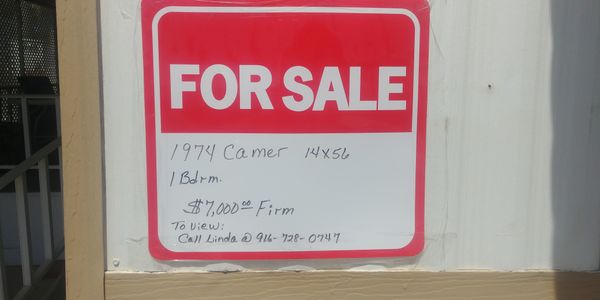 FOR SALE
1974 Camer 14x56
1 Bdrm.
$7,000.00 Firm
To View:
Call Linda @ 916-728-0747